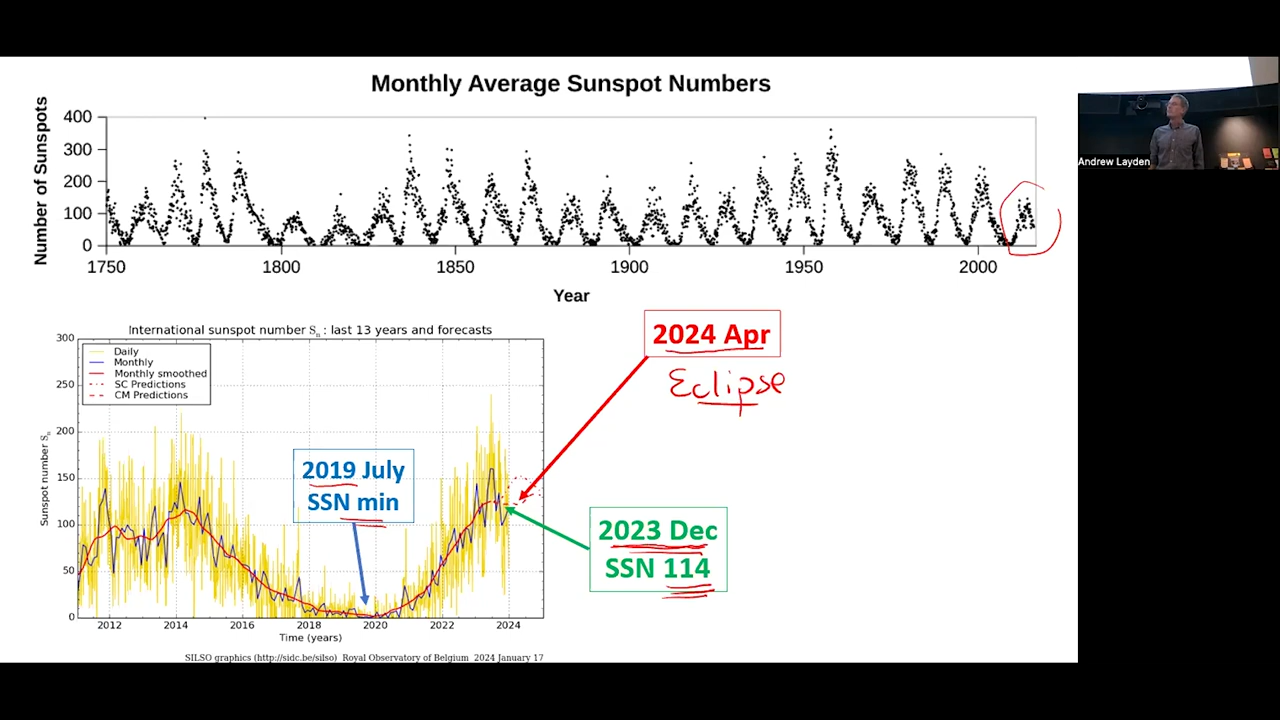 Monthly Average Sunspot Numbers
Number of Sunspots
400
300
200
100
0
1750 1800 1850 1900 1950 2000
Year
Andrew Layden
International sunspot number Sn : last 13 years and forecasts
Sunspot number Sn
300
250
200
150
100
50
0
Daily
Monthly
Monthly smoothed
SC Predictions
CM Predictions
2012 2014 2016 2018 2020 2022 2024
Time (years)
SILSO graphics (http://sidc.be/silso) Royal Observatory of Belgium 2024 January 17
2019 July
SSN min
2024 Apr
Eclipse
2023 Dec
SSN 114